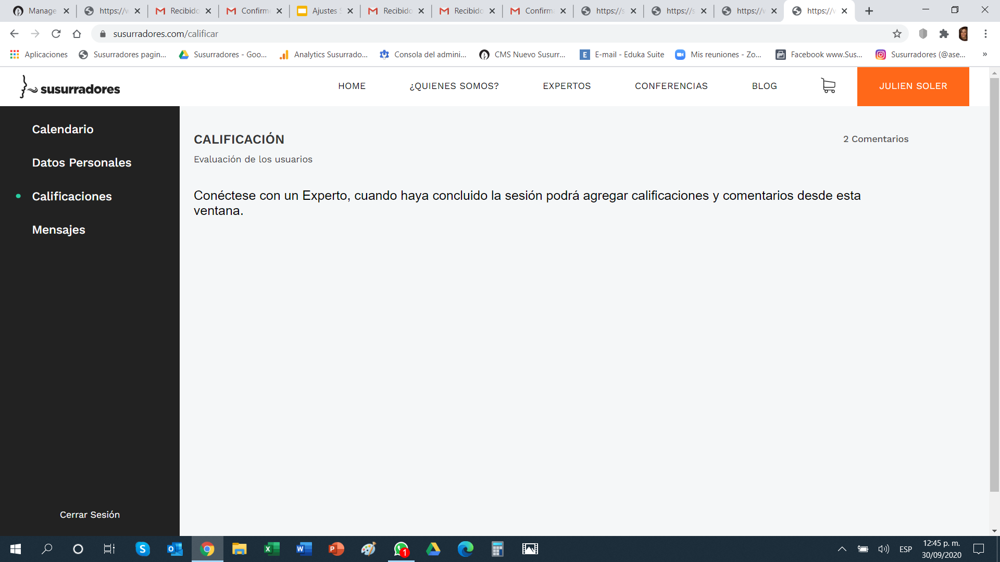 Manage
https://w
Recibido
Confirme
Ajustes S
Recibido
Recibido
Confirma
https://s
https://s
https://w
https://w
susurradores.com/calificar
Aplicaciones
Susurradores pagin...
Susurradores - Goo...
Analytics Susurrado...
Consola del admini...
CMS Nuevo Susurr...
E
E-mail - Eduka Suite
Mis reuniones - Zo...
Facebook www.Sus...
Susurradores (@ase...
»
susurradores
HOME
¿QUIENES SOMOS?
EXPERTOS
CONFERENCIAS
BLOG
JULIEN SOLER
Calendario
Datos Personales
Calificaciones
Mensajes
Cerrar Sesión
CALIFICACIÓN
2 Comentarios
Evaluación de los usuarios
Conéctese con un Experto, cuando haya concluido la sesión podrá agregar calificaciones y comentarios desde esta
ventana.
1
ESP
12:45 p. m.
30/09/2020